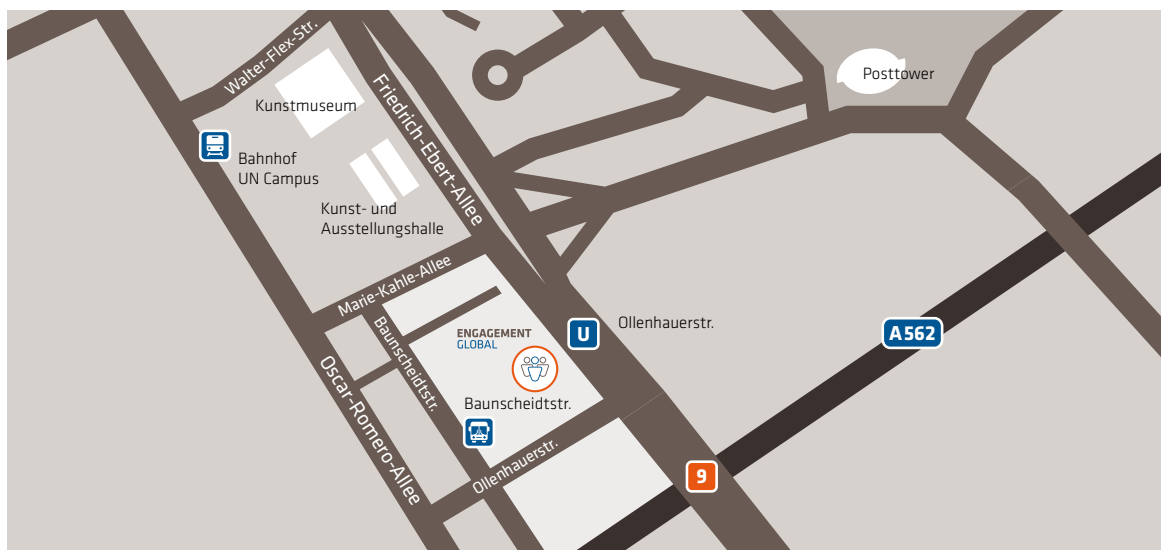 Walter-Flex-Str.
Kunstmuseum
Posttower
Friedrich-Ebert-Allee
Bahnhof
UN Campus
Kunst- und
Ausstellungshalle
Marie-Kahle-Allee
Baunscheidtstr.
ENGAGEMENT
GLOBAL
U
Ollenhauerstr.
A 562
Oscar-Romero-Allee
Baunscheidtstr.
Ollenhauerstr.
9